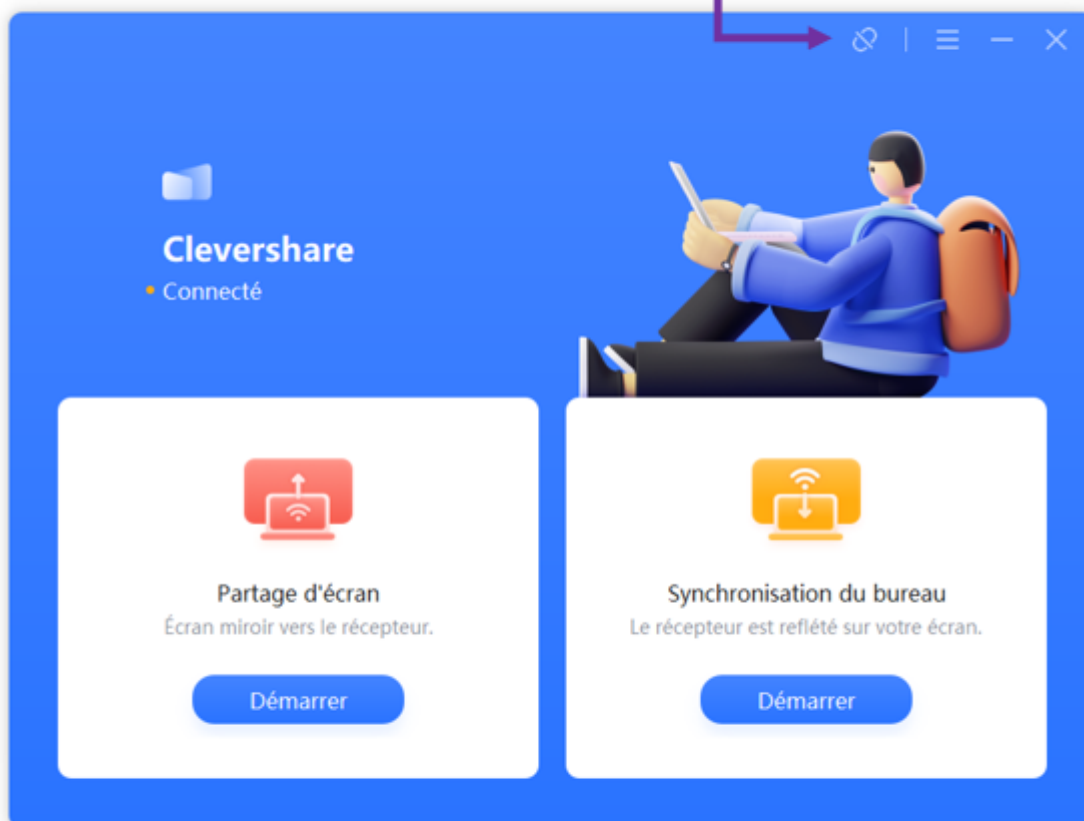 Clevershare
Connecté
Partage d'écran
Écran miroir vers le récepteur.
Démarrer
Synchronisation du bureau
Le récepteur est reflété sur votre écran.
Démarrer